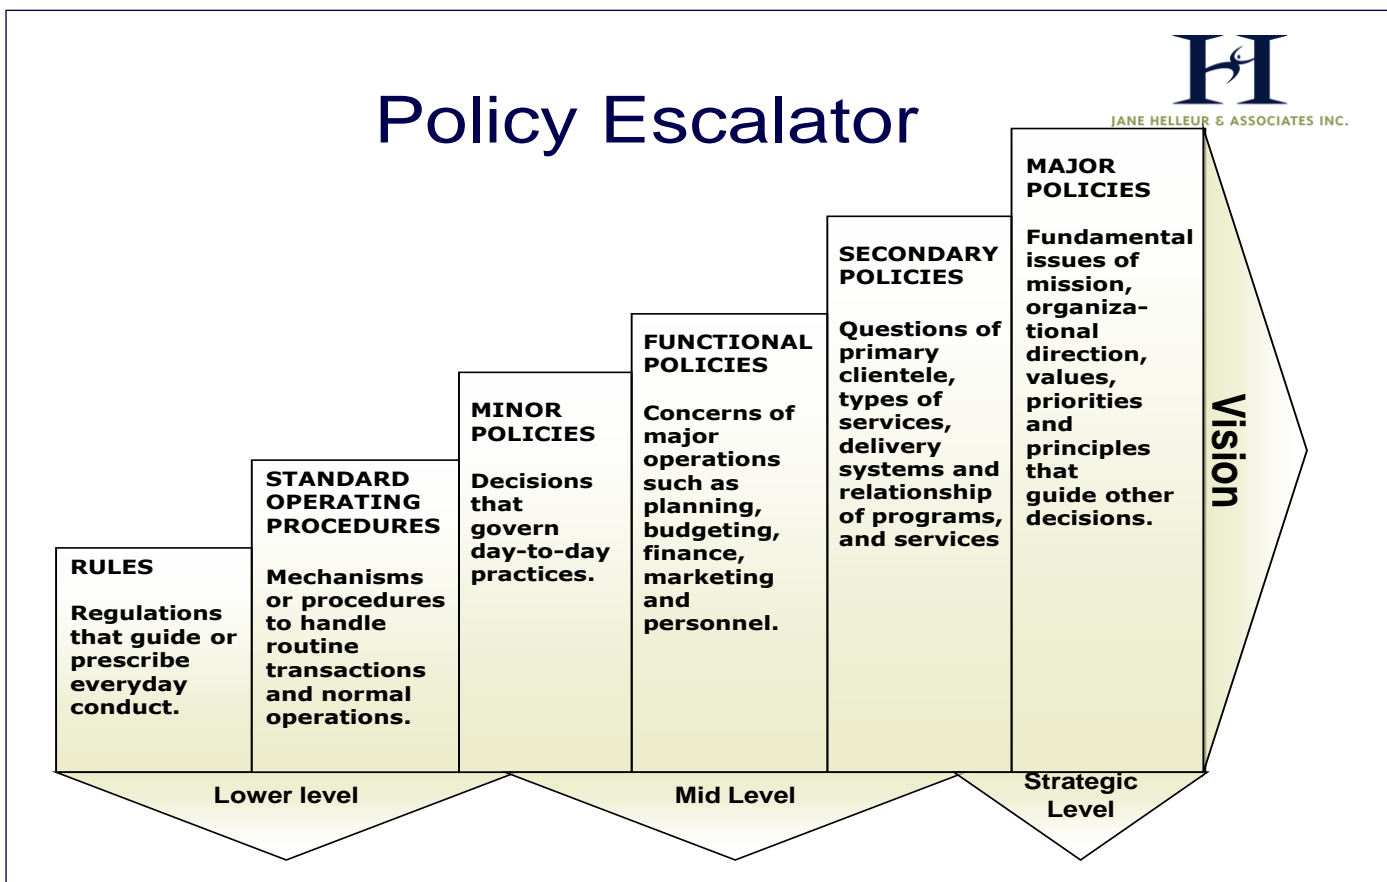 Policy Escalator
H
JANE HELLEUR & ASSOCIATES INC.
RULES
Regulations
that guide or
prescribe
everyday
conduct.
STANDARD
OPERATING
PROCEDURES
Mechanisms
or procedures
to handle
routine
transactions
and normal
operations.
MINOR
POLICIES
Decisions
that
govern
day-to-day
practices.
FUNCTIONAL
POLICIES
Concerns of
major
operations
such as
planning,
budgeting,
finance,
marketing
and
personnel.
SECONDARY
POLICIES
Questions of
primary
clientele,
types of
services,
delivery
systems and
relationship
of programs,
and services
MAJOR
POLICIES
Fundamental
issues of
mission,
organiza-
tional
direction,
values,
priorities
and
principles
that
guide other
decisions.
Vision
Lower level
Mid Level
Strategic
Level